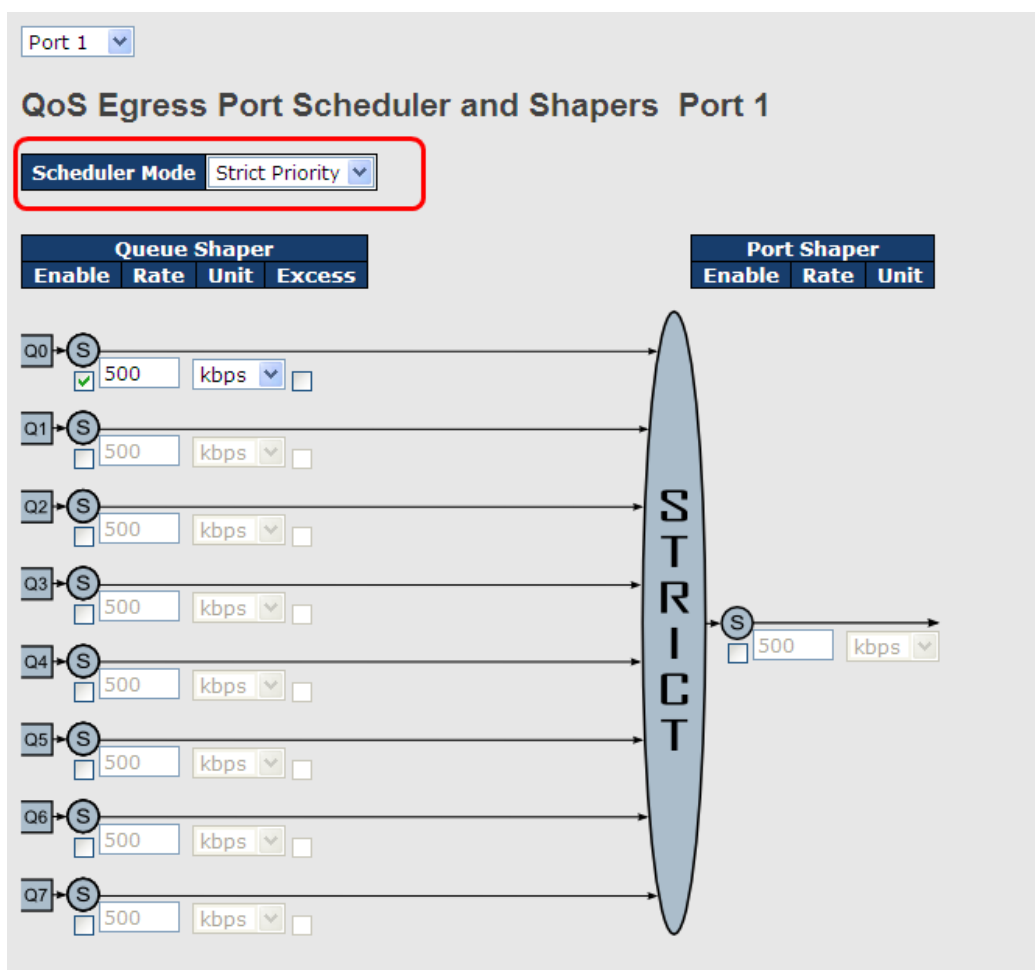 Port 1
QoS Egress Port Scheduler and Shapers Port 1
Scheduler Mode Strict Priority
Queue Shaper
Enable Rate Unit Excess
Port Shaper
Enable Rate Unit
Q0 S
500 kbps
Q1 S
500 kbps
Q2 S
500 kbps
Q3 S
500 kbps
Q4 S
500 kbps
Q5 S
500 kbps
Q6 S
500 kbps
Q7 S
500 kbps
STRICT
S
500 kbps